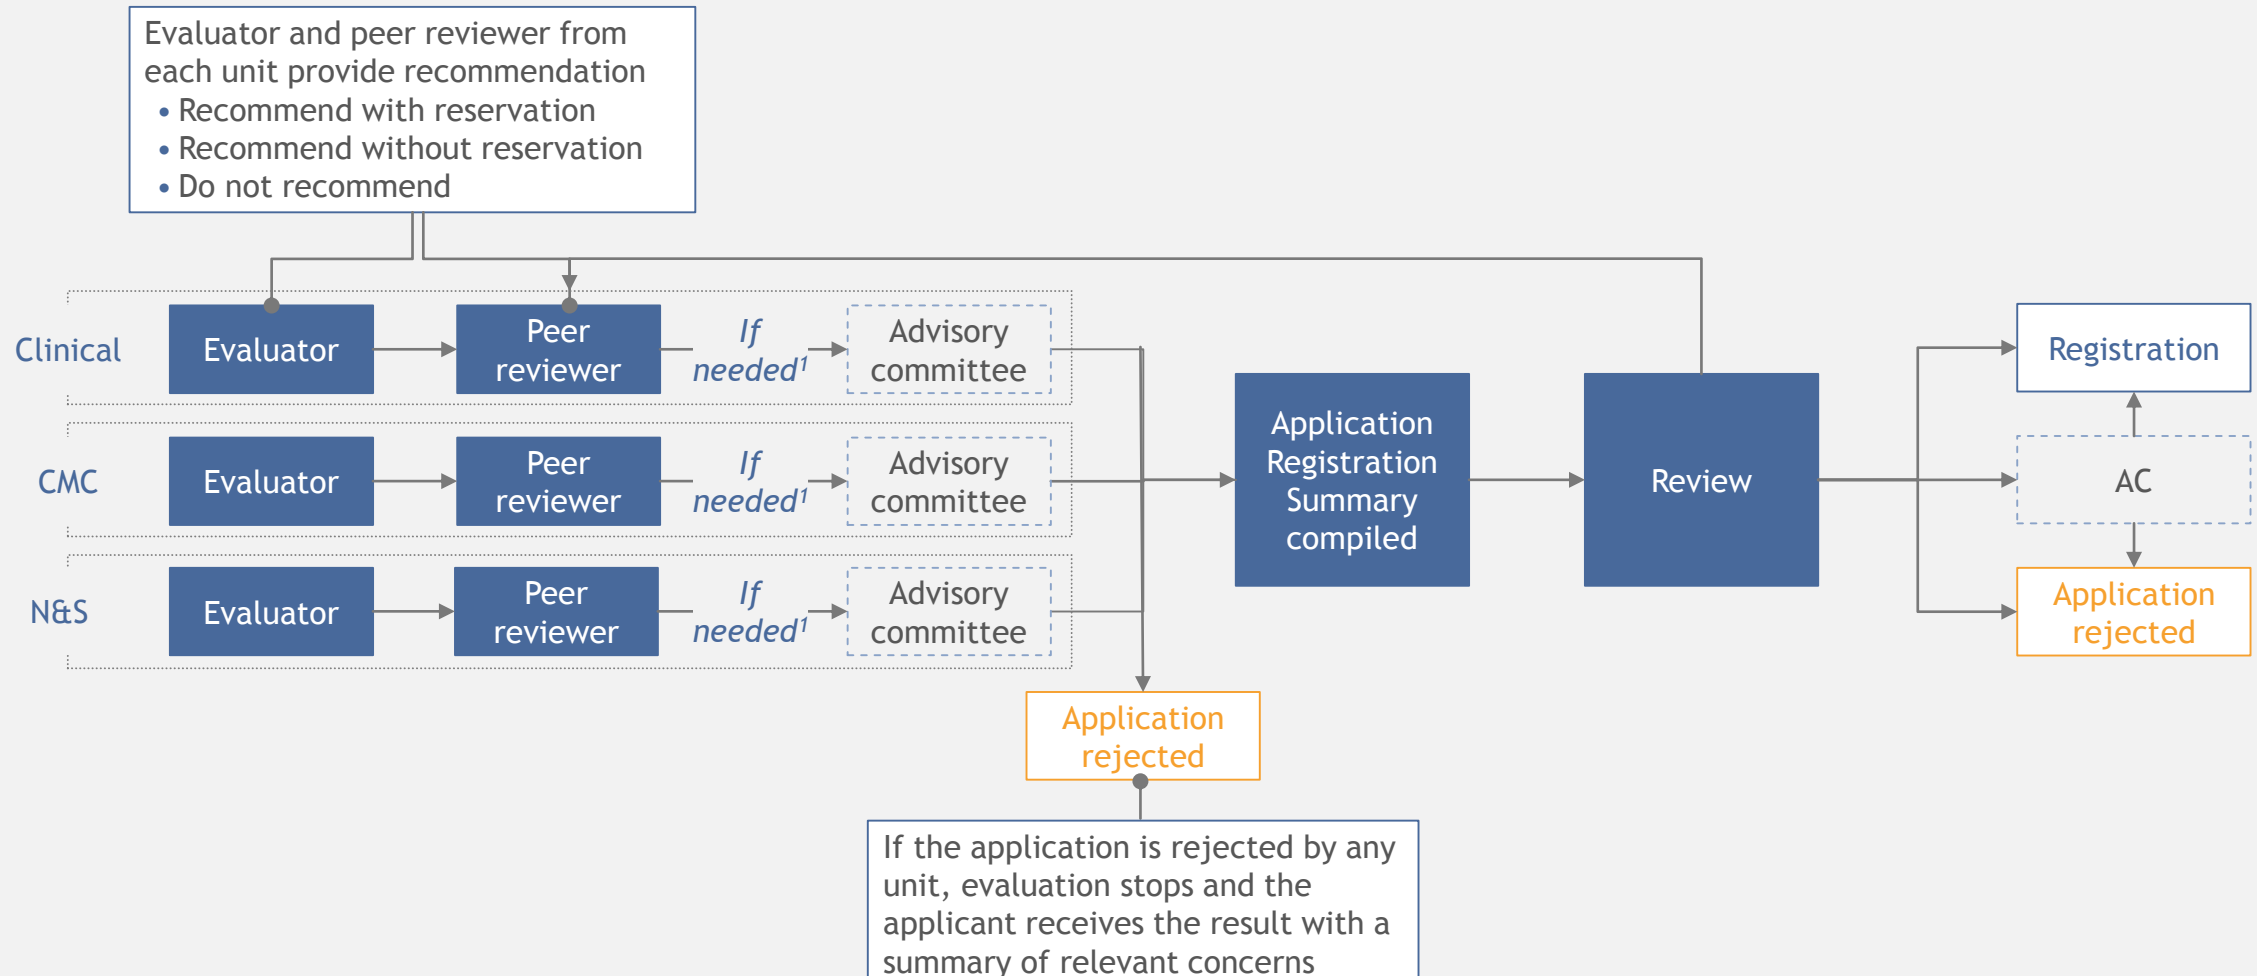 Evaluator and peer reviewer from
each unit provide recommendation
• Recommend with reservation
• Recommend without reservation
• Do not recommend
Clinical
Evaluator
Peer
reviewer
If
needed¹
Advisory
committee
CMC
Evaluator
Peer
reviewer
If
needed¹
Advisory
committee
N&S
Evaluator
Peer
reviewer
If
needed¹
Advisory
committee
Application
Registration
Summary
compiled
Review
Registration
AC
Application
rejected
Application
rejected
If the application is rejected by any
unit, evaluation stops and the
applicant receives the result with a
summary of relevant concerns